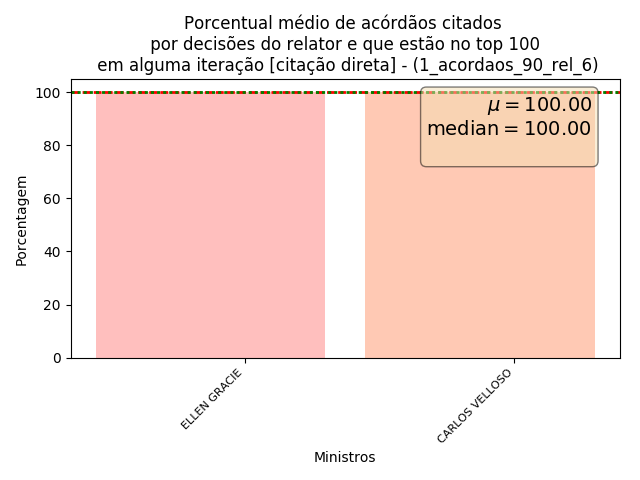 Porcentual médio de acórdãos citados
por decisões do relator e que estão no top 100
em alguma iteração [citação direta] - (1_acordaos_90_rel_6)
μ = 100.00
median = 100.00
Porcentagem
100
80
60
40
20
0
ELLEN GRACIE
CARLOS VELLOSO
Ministros